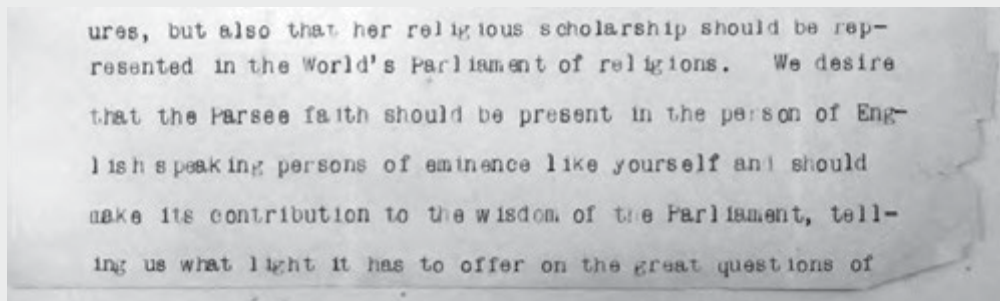 ures, but also that her religious scholarship should be rep-
resented in the World's Parliament of religions. We desire
that the Parsee faith should be present in the person of Eng-
lish speaking persons of eminence like yourself and should
make its contribution to the wisdom of the Parliament, tell-
ing us what light it has to offer on the great questions of